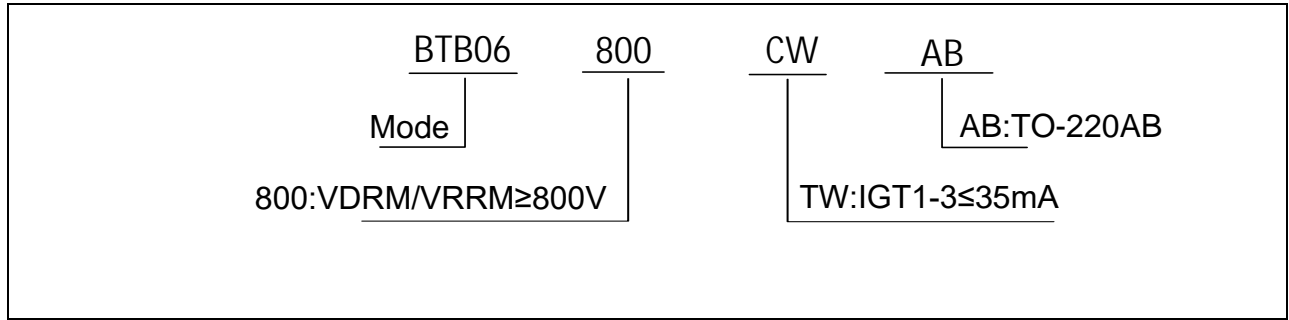 BTB06 800 CW AB
Mode AB:TO-220AB
800:VDRM/VRRM≥800V TW:IGT1-3≤35mA